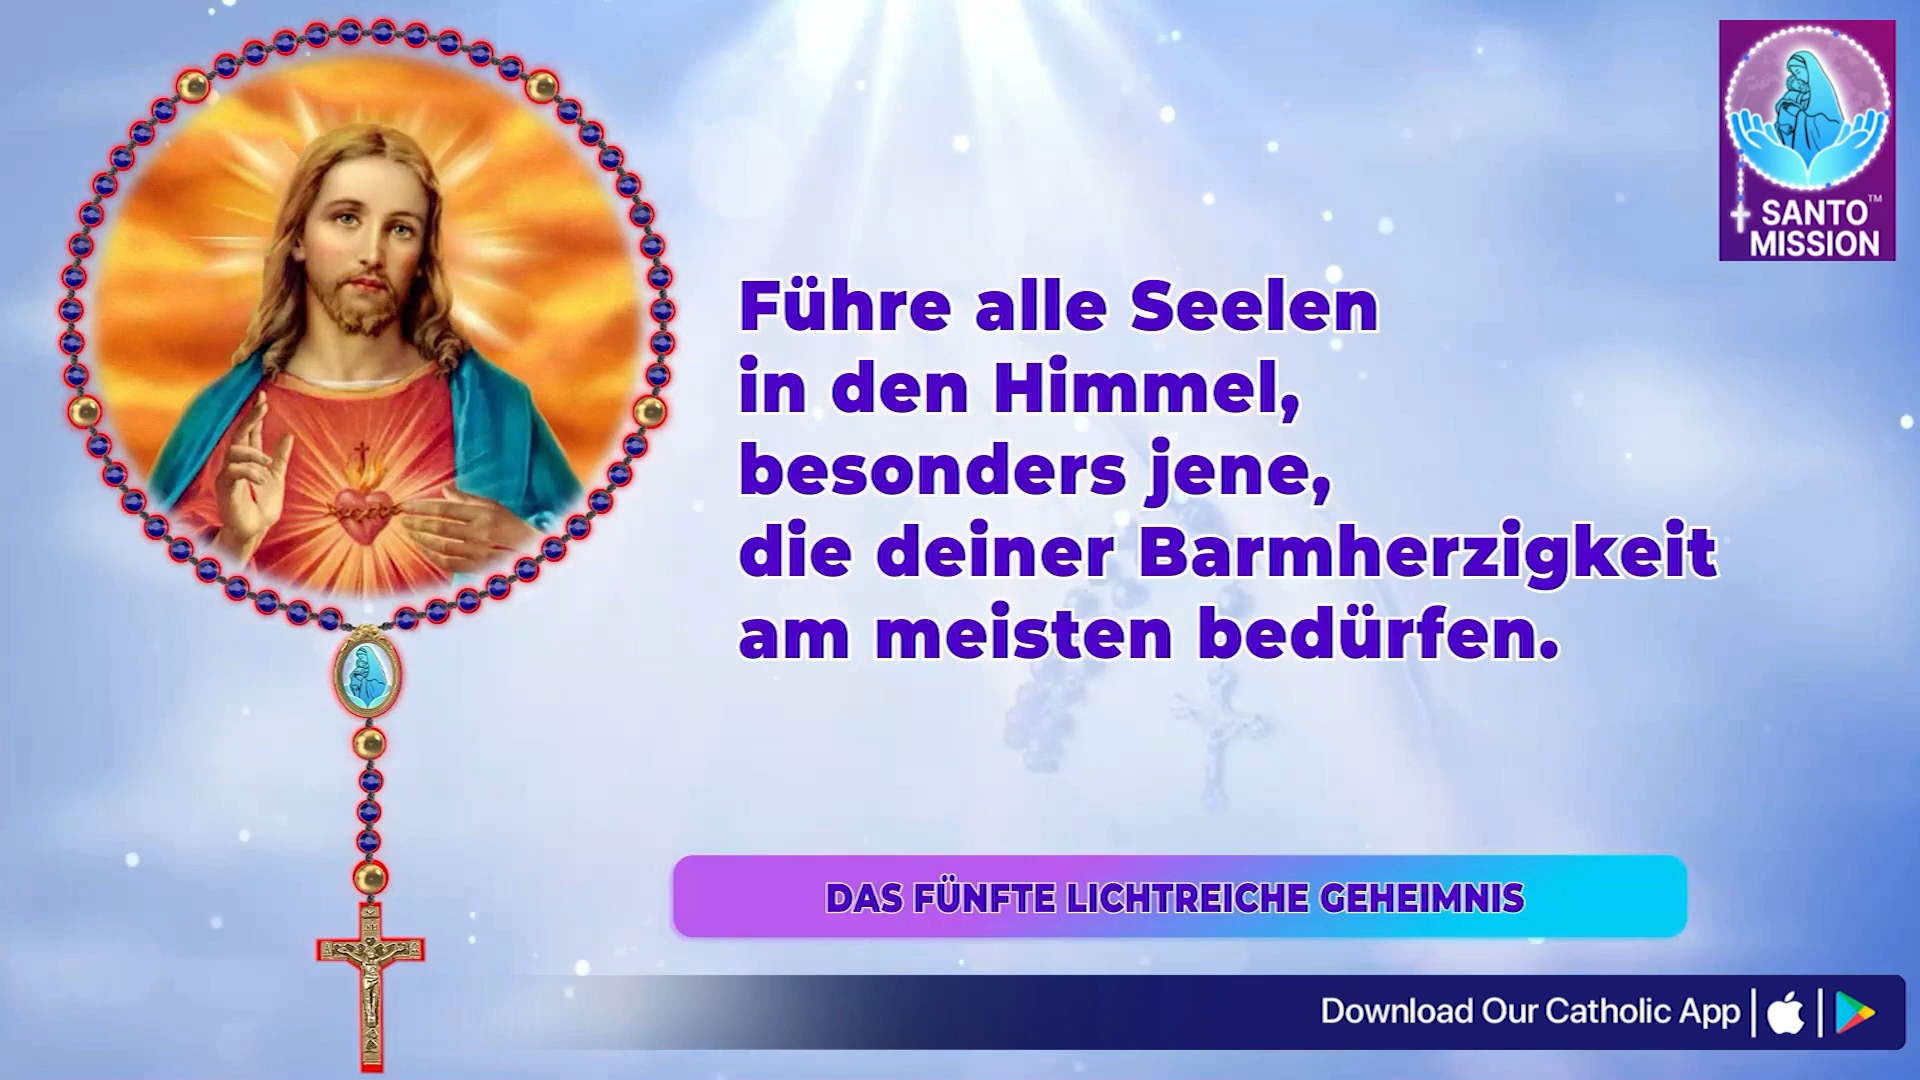 SANTO
MISSION
TM
Führe alle Seelen
in den Himmel,
besonders jene,
die deiner Barmherzigkeit
am meisten bedürfen.
DAS FÜNFTE LICHTREICHE GEHEIMNIS
Download Our Catholic App